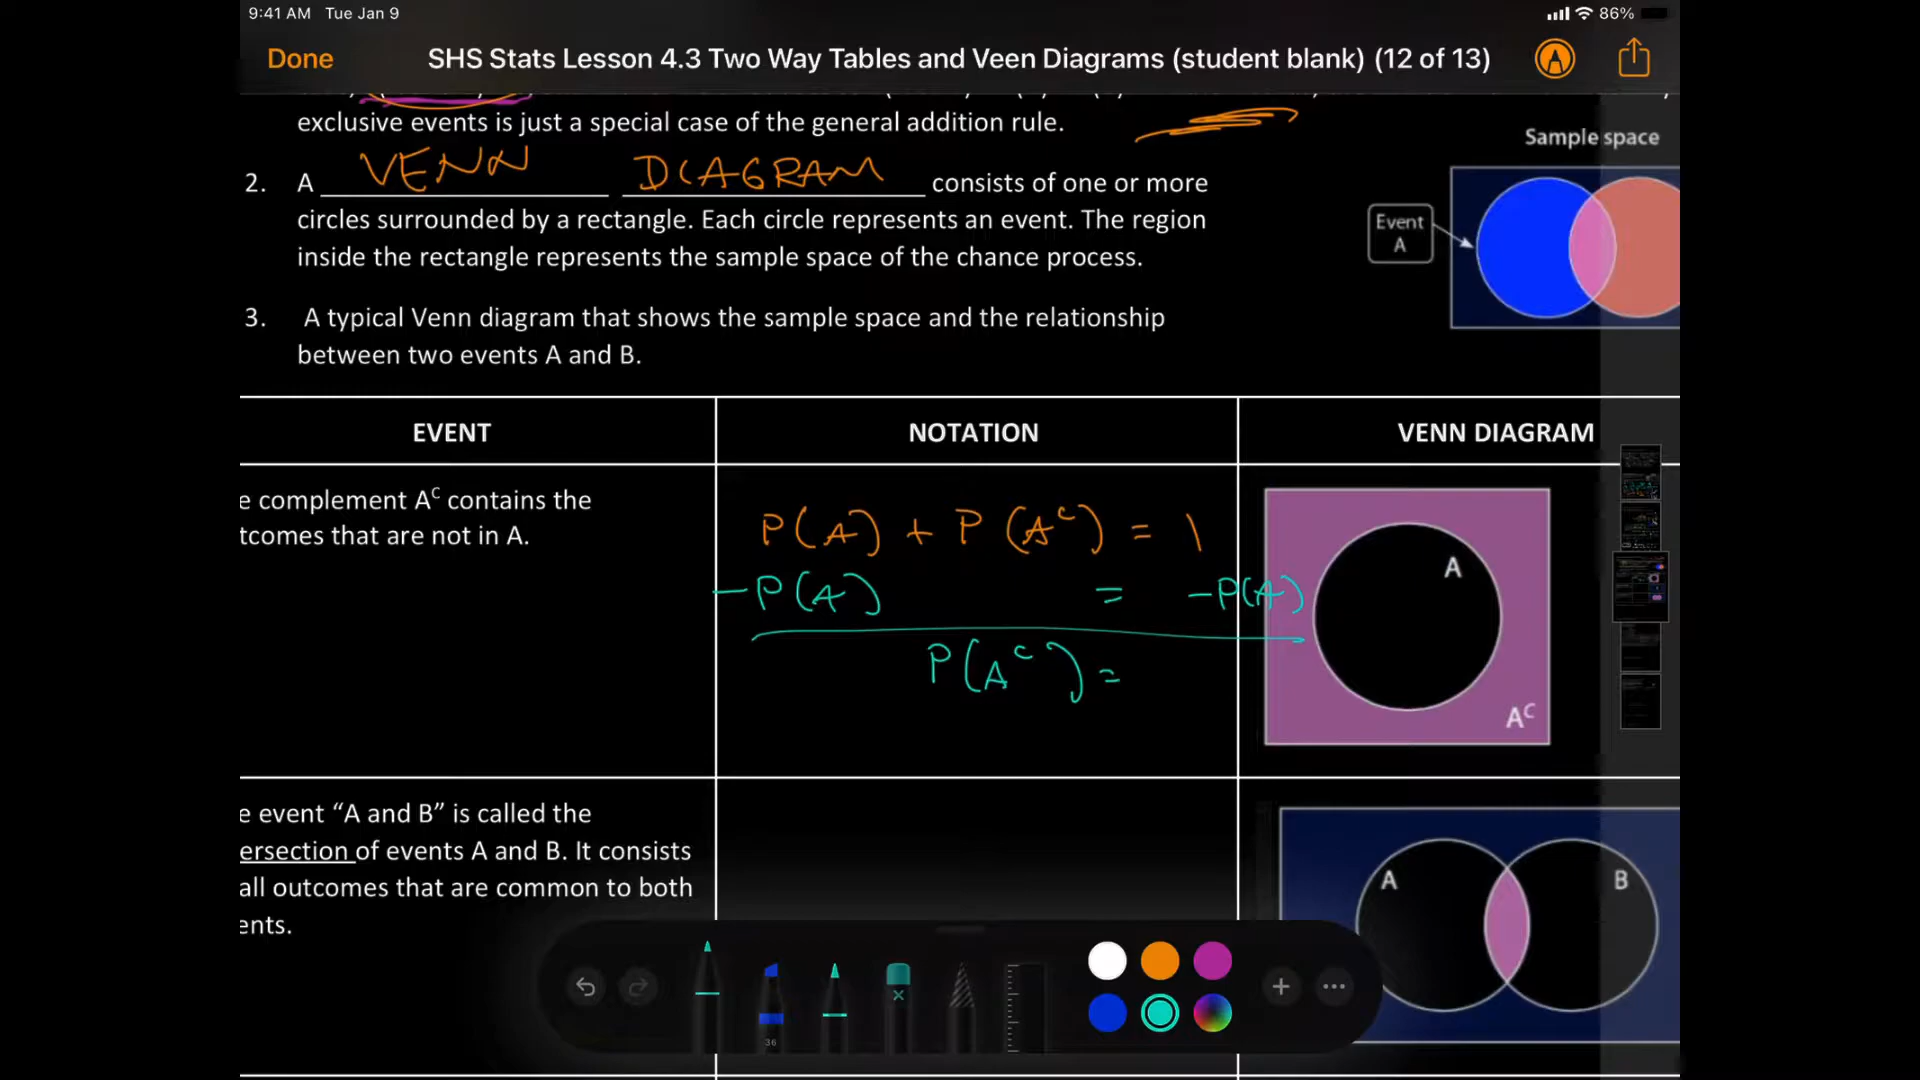 9:41 AM Tue Jan 9
86%
Done
SHS Stats Lesson 4.3 Two Way Tables and Veen Diagrams (student blank) (12 of 13)
exclusive events is just a special case of the general addition rule.
2. A VENN DIAGRAM consists of one or more
circles surrounded by a rectangle. Each circle represents an event. The region
inside the rectangle represents the sample space of the chance process.
Sample space
Event
A
3. A typical Venn diagram that shows the sample space and the relationship
between two events A and B.
EVENT NOTATION VENN DIAGRAM
e complement Aᶜ contains the
tcomes that are not in A.
P(A) + P(Aᶜ) = 1
-P(A) = -P(A)
P(Aᶜ) =
A
Aᶜ
e event “A and B” is called the
ersection of events A and B. It consists
all outcomes that are common to both
ents.
A B
36